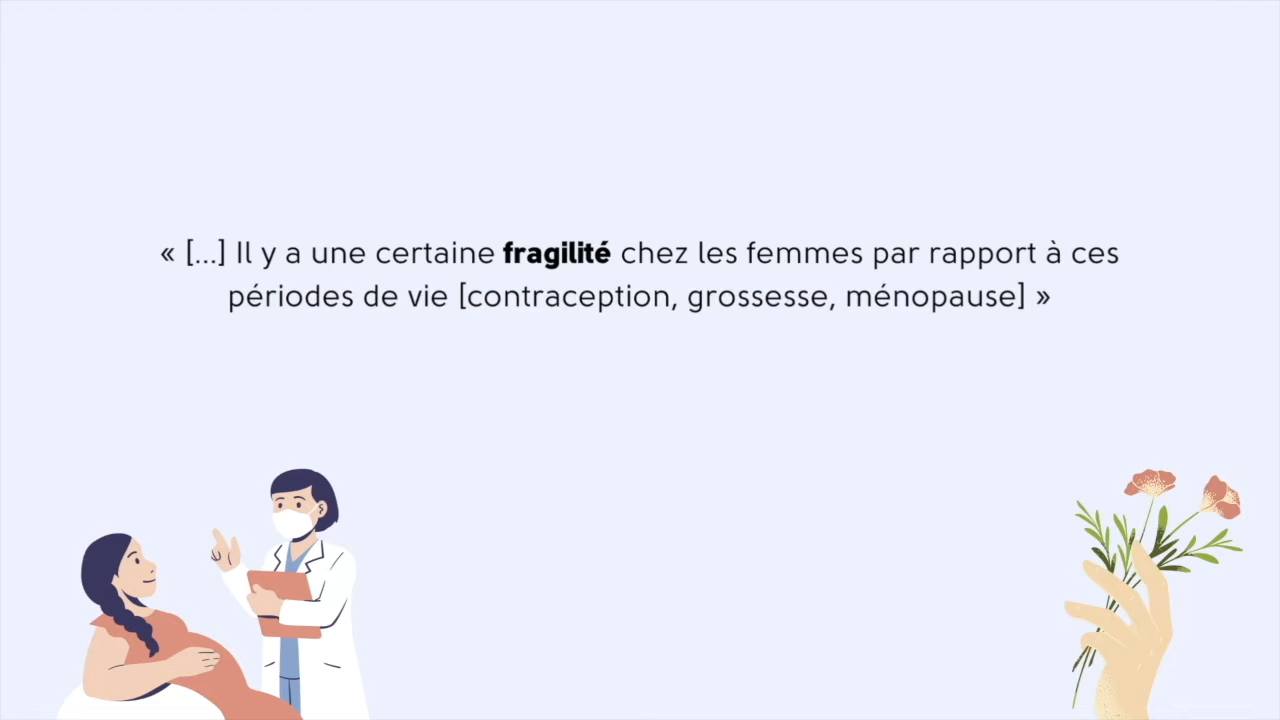 « [...] Il y a une certaine fragilité chez les femmes par rapport à ces
périodes de vie [contraception, grossesse, ménopause] »